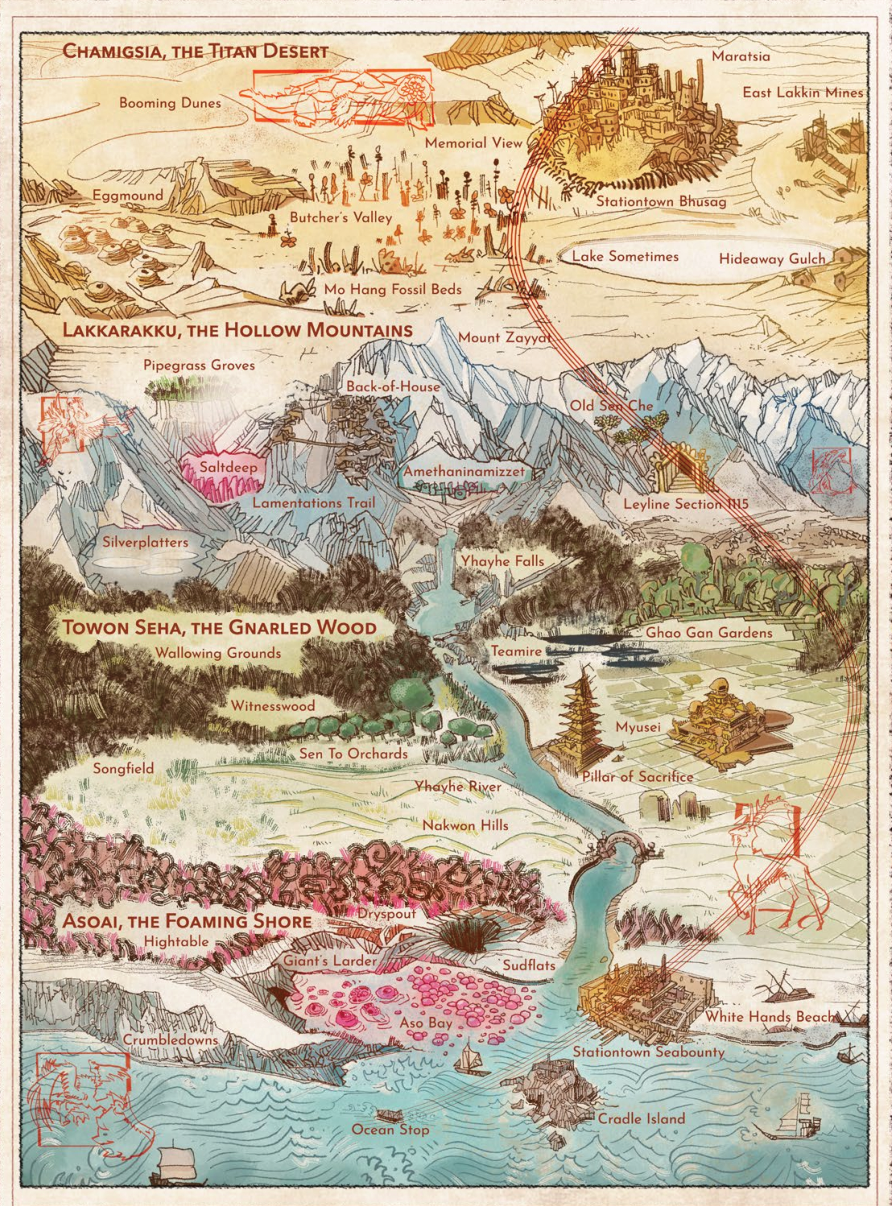 CHAMIGSIA, THE TITAN DESERT
Maratsia
East Lakkin Mines
Booming Dunes
Memorial View
Eggmound
Stationtown Bhusag
Butcher's Valley
Lake Sometimes
Hideaway Gulch
Mo Hang Fossil Beds
LAKKARAKKU, THE HOLLOW MOUNTAINS
Mount Zayyat
Pipegrass Groves
Back-of-House
Old Sen Che
Saltdeep
Amethaninamizzet
Lamentations Trail
Leyline Section 1115
Silverplatters
Yhayhe Falls
TOWON SEHA, THE GNARLED WOOD
Ghao Gan Gardens
Wallowing Grounds
Teamire
Witnesswood
Myusei
Sen To Orchards
Songfield
Pillar of Sacrifice
Yhayhe River
Nakwon Hills
ASOAI, THE FOAMING SHORE
Dryspout
Hightable
Giant's Larder
Sudflats
Aso Bay
White Hands Beach
Crumbledowns
Stationtown Seabounty
Cradle Island
Ocean Stop